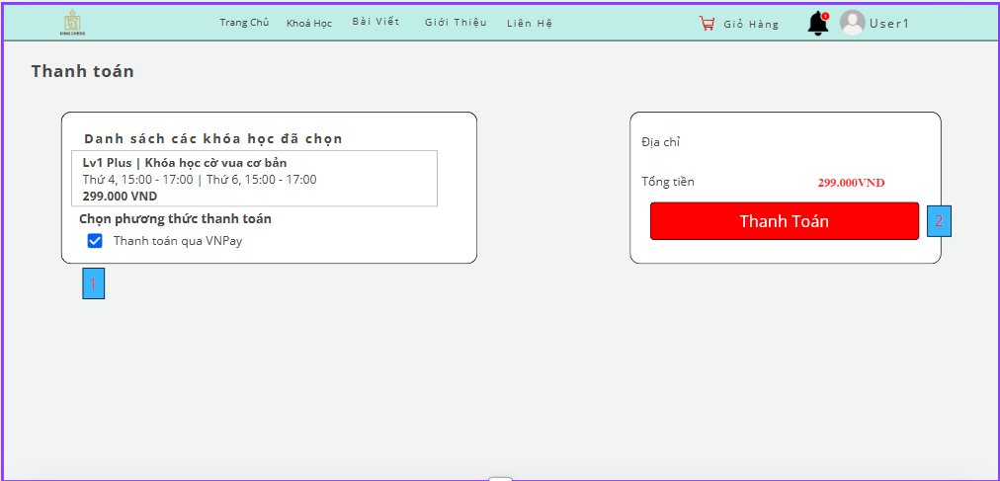 KING CHESS
Trang Chủ Khoá Học Bài Viết Giới Thiệu Liên Hệ Giỏ Hàng 1 User1
Thanh toán
Danh sách các khóa học đã chọn
Lv1 Plus | Khóa học cờ vua cơ bản
Thứ 4, 15:00 - 17:00 | Thứ 6, 15:00 - 17:00
299.000 VND
Chọn phương thức thanh toán
Thanh toán qua VNPay
1
Địa chỉ
Tổng tiền 299.000VND
Thanh Toán 2